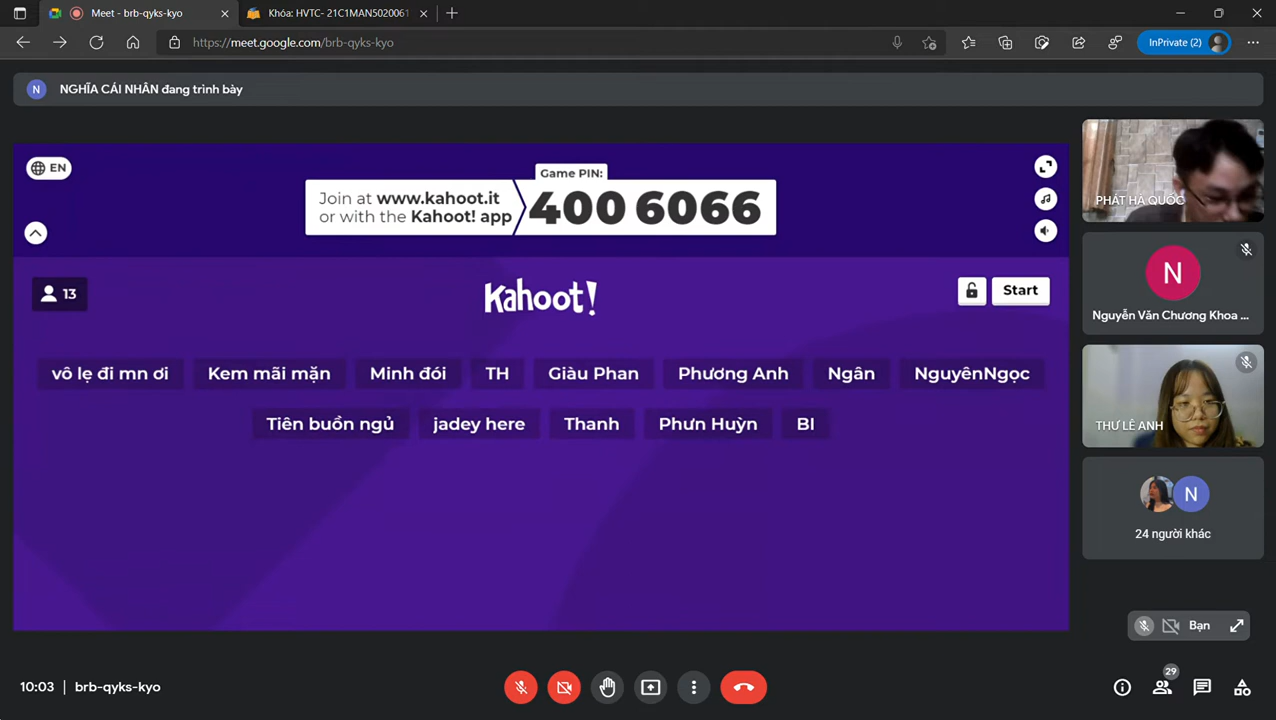 Meet - brb-qyks-kyo
Khóa: HVTC- 21C1MAN5020061
https://meet.google.com/brb-qyks-kyo
InPrivate (2)
N
NGHĨA CÁI NHÂN đang trình bày
EN
Game PIN:
Join at www.kahoot.it
or with the Kahoot! app
400 6066
13
Kahoot!
Start
vô lẹ đi mn ơi
Kem mãi mặn
Minh đói
TH
Giàu Phan
Phương Anh
Ngân
NguyênNgọc
Tiên buồn ngủ
jadey here
Thanh
Phưn Huỳn
BI
PHÁT HÀ QUỐC
N
Nguyễn Văn Chương Khoa ...
THƯ LÊ ANH
N
24 người khác
Bạn
10:03 | brb-qyks-kyo
29